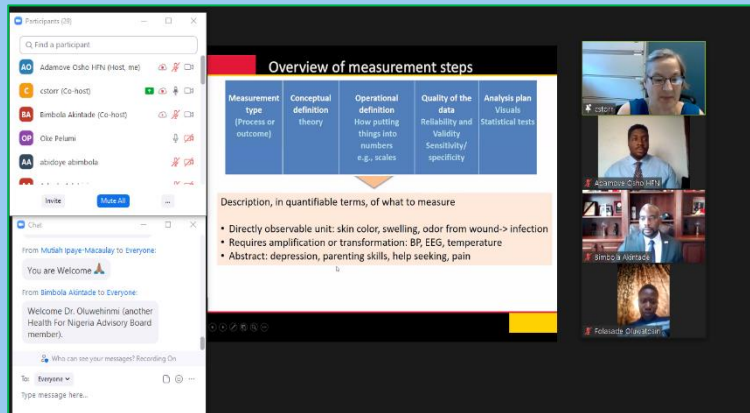 Participants (28)
Find a participant
AO Adamove Osho HFN (Host, me)
C cstorr (Co-host)
BA Bimbola Akintade (Co-host)
OP Oke Pelumi
AA abidoye abimbola
Invite
Mute All
...
Chat
From Mutiah Ipaye-Macaulay to Everyone:
You are Welcome 🙏
From Bimbola Akintade to Everyone:
Welcome Dr. Oluwehinmi (another
Health For Nigeria Advisory Board
member).
Who can see your messages? Recording On
To: Everyone
Type message here...
Overview of measurement steps
Measurement
type
(Process or
outcome)
Conceptual
definition
theory
Operational
definition
How putting
things into
numbers
e.g., scales
Quality of the
data
Reliability and
Validity
Sensitivity/
specificity
Analysis plan
Visuals
Statistical tests
Description, in quantifiable terms, of what to measure
• Directly observable unit: skin color, swelling, odor from wound-> infection
• Requires amplification or transformation: BP, EEG, temperature
• Abstract: depression, parenting skills, help seeking, pain
cstorr
Adamove Osho HFN
Bimbola Akintade
Folasade Oluwatosin